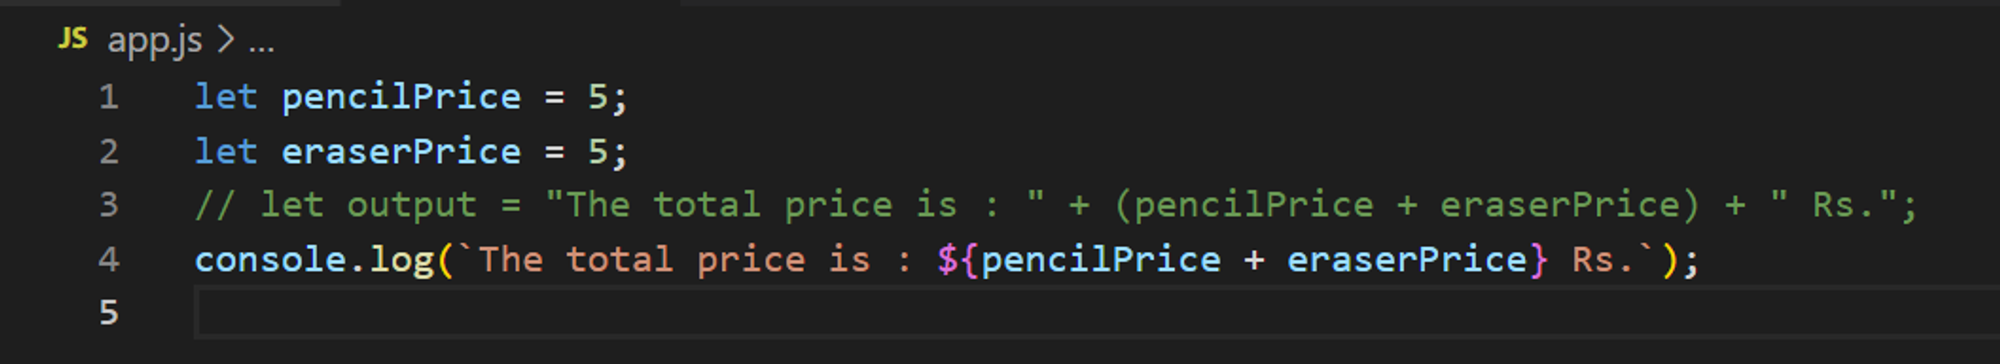 JS app.js > ...
1 let pencilPrice = 5;
2 let eraserPrice = 5;
3 // let output = "The total price is : " + (pencilPrice + eraserPrice) + " Rs.";
4 console.log(`The total price is : ${pencilPrice + eraserPrice} Rs.`);
5